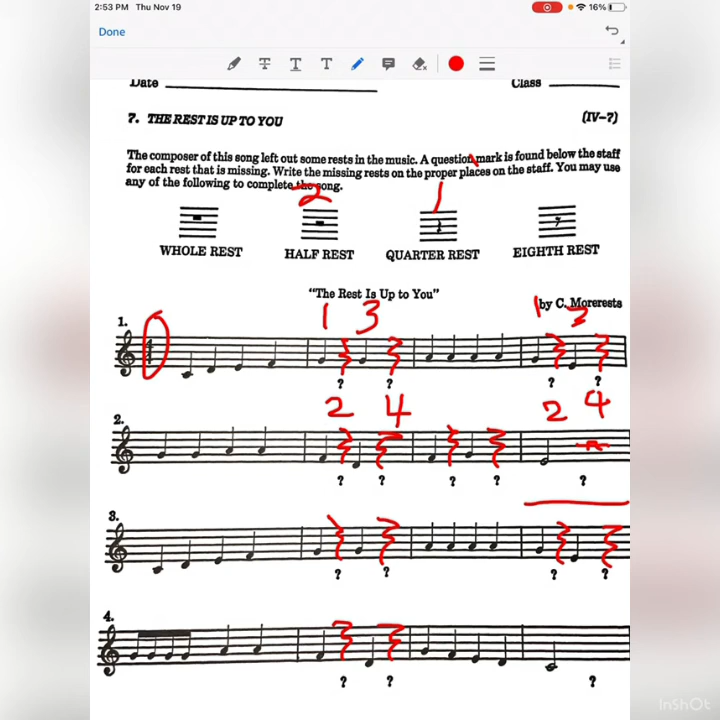 2:53 PM Thu Nov 19
16%
Done
T T T
Date Class
7. THE REST IS UP TO YOU (IV-7)
The composer of this song left out some rests in the music. A question mark is found below the staff
for each rest that is missing. Write the missing rests on the proper places on the staff. You may use
any of the following to complete the song.
2 1
WHOLE REST HALF REST QUARTER REST EIGHTH REST
"The Rest Is Up to You"
by C. Morerests
1 3 1 3
1.
? ? ? ?
2 4 2 4
2.
? ? ? ? ?
3.
? ? ? ?
4.
? ? ?
InShOt